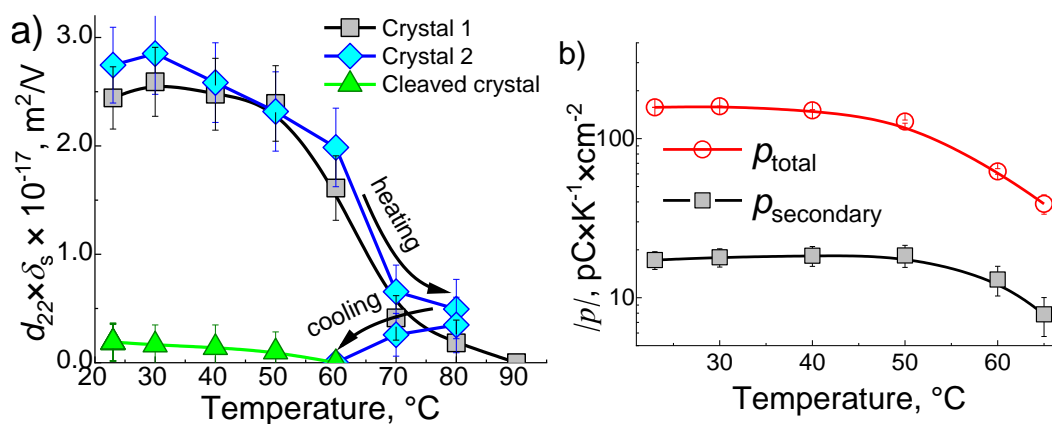 a)
d22×δs × 10⁻¹⁷, m²/V
3.0
2.0
1.0
0.0
Crystal 1
Crystal 2
Cleaved crystal
heating
cooling
20 30 40 50 60 70 80 90
Temperature, °C
b)
|p|, pC×K⁻¹×cm⁻²
100
10
ptotal
psecondary
30 40 50 60
Temperature, °C